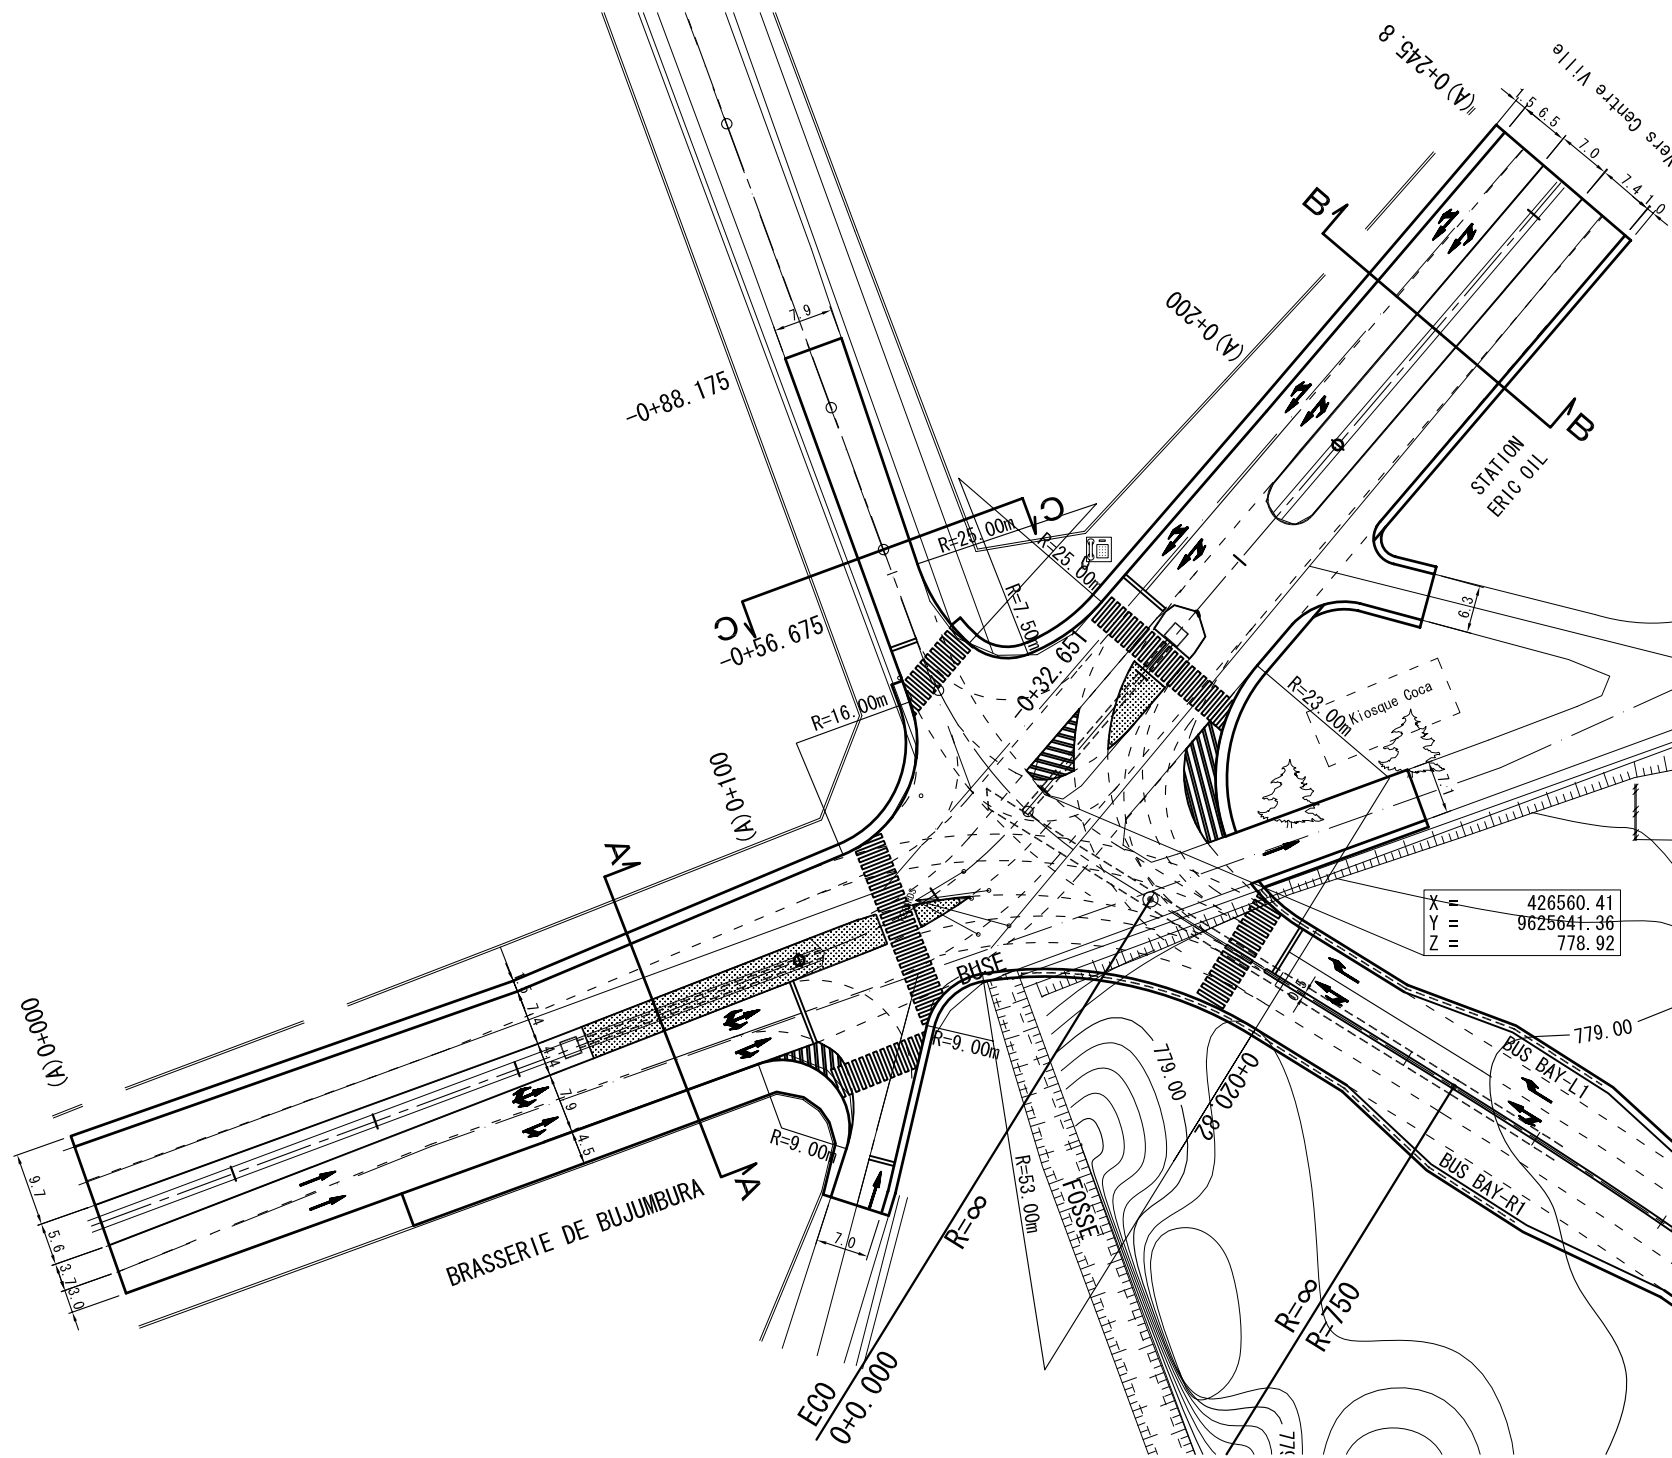 (A)0+245.8
Vers Centre Ville
1.5
6.5
7.0
7.4
1.0
B
B
(A)0+200
7.9
-0+88.175
STATION
ERIC OIL
C
C
R=25.00m
R=25.00m
R=7.50m
-0+56.675
-0+32.651
6.3
R=16.00m
R=23.00m
Kiosque Coca
(A)0+100
7.1
A
A
X = 426560.41
Y = 9625641.36
Z = 778.92
BUSE
7.4
4.4
7.9
4.5
(A)0+000
R=9.00m
R=9.00m
779.00
779.00
BUS BAY-L1
BUS BAY-R1
0+020.82
9.7
5.6
3.7
3.0
BRASSERIE DE BUJUMBURA
7.0
R=53.00m
FOSSE
R=∞
R=∞
R=750
ECO
0+0.000